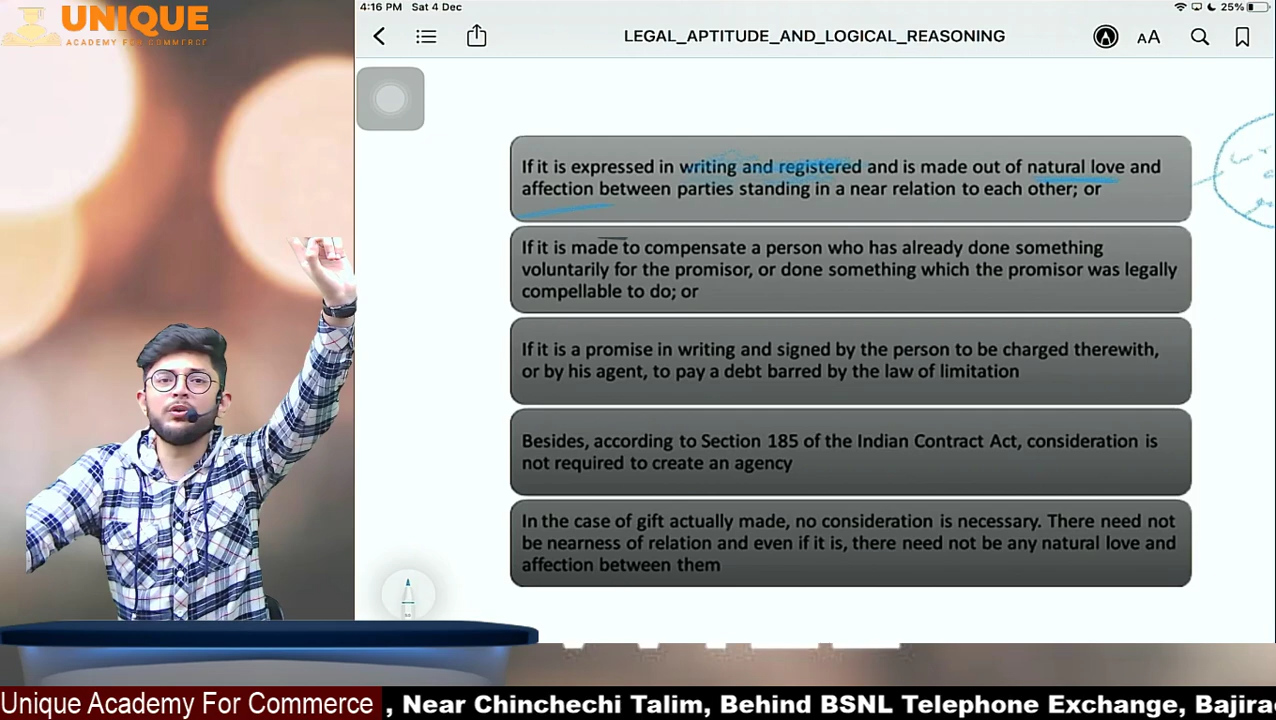 UNIQUE
ACADEMY FOR COMMERCE
4:16 PM Sat 4 Dec
25%
LEGAL_APTITUDE_AND_LOGICAL_REASONING
AA
If it is expressed in writing and registered and is made out of natural love and
affection between parties standing in a near relation to each other; or
If it is made to compensate a person who has already done something
voluntarily for the promisor, or done something which the promisor was legally
compellable to do; or
If it is a promise in writing and signed by the person to be charged therewith,
or by his agent, to pay a debt barred by the law of limitation
Besides, according to Section 185 of the Indian Contract Act, consideration is
not required to create an agency
In the case of gift actually made, no consideration is necessary. There need not
be nearness of relation and even if it is, there need not be any natural love and
affection between them
Unique Academy For Commerce , Near Chinchechi Talim, Behind BSNL Telephone Exchange, Bajira